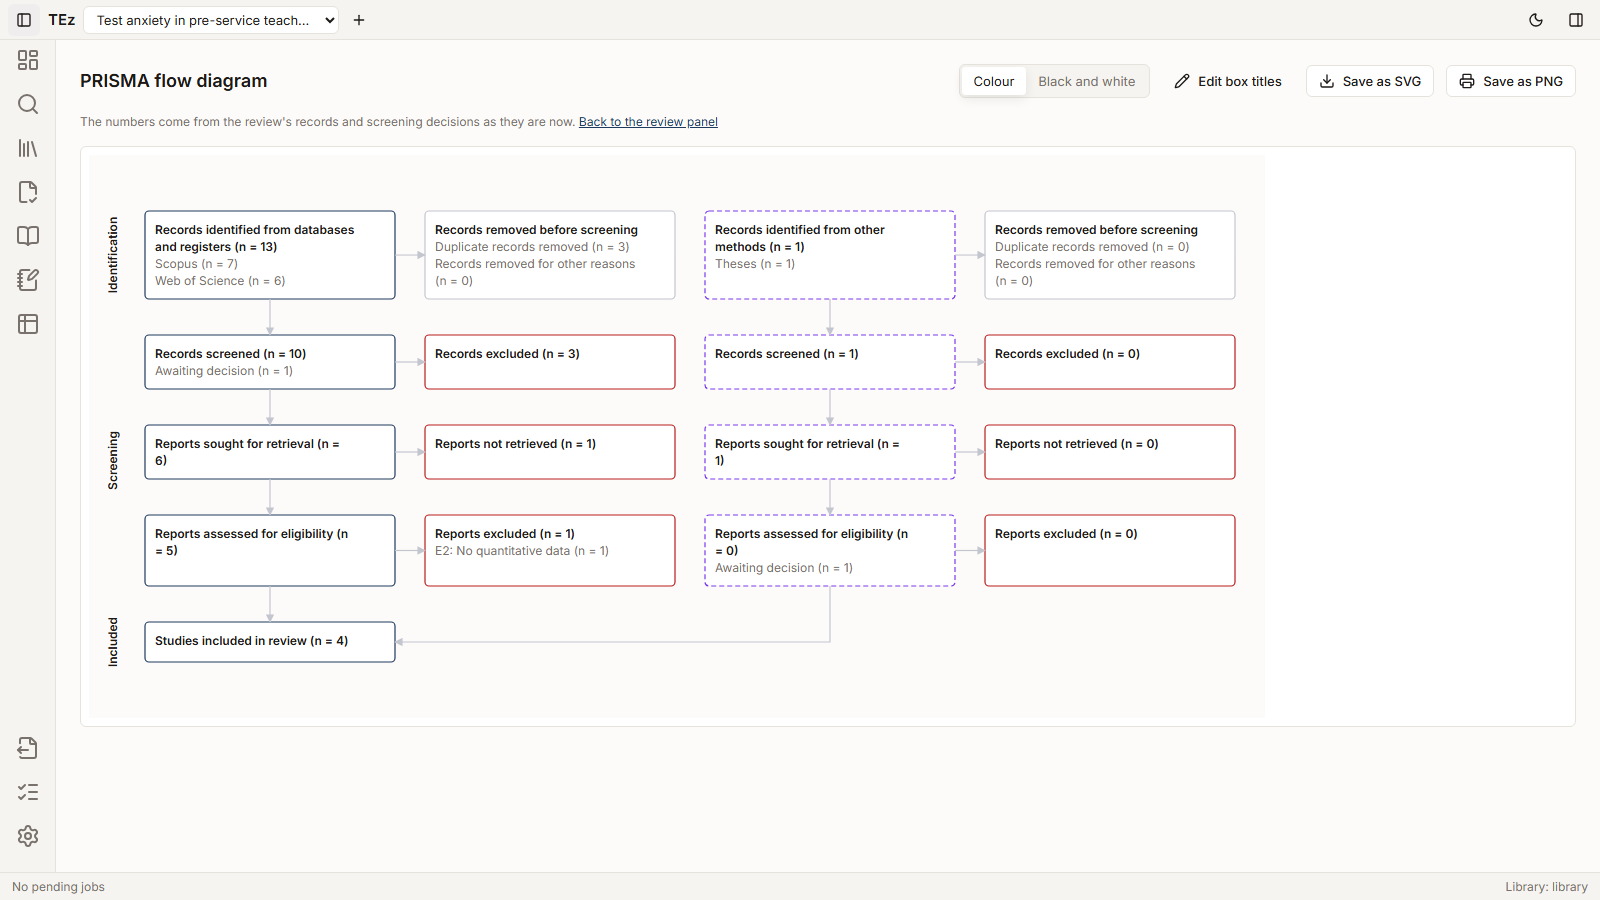 TEz
Test anxiety in pre-service teach...
PRISMA flow diagram
Colour
Black and white
Edit box titles
Save as SVG
Save as PNG
The numbers come from the review's records and screening decisions as they are now. Back to the review panel
Identification
Records identified from databases
and registers (n = 13)
Scopus (n = 7)
Web of Science (n = 6)
Records removed before screening
Duplicate records removed (n = 3)
Records removed for other reasons
(n = 0)
Records identified from other
methods (n = 1)
Theses (n = 1)
Records removed before screening
Duplicate records removed (n = 0)
Records removed for other reasons
(n = 0)
Screening
Records screened (n = 10)
Awaiting decision (n = 1)
Records excluded (n = 3)
Records screened (n = 1)
Records excluded (n = 0)
Reports sought for retrieval (n =
6)
Reports not retrieved (n = 1)
Reports sought for retrieval (n =
1)
Reports not retrieved (n = 0)
Reports assessed for eligibility (n
= 5)
Reports excluded (n = 1)
E2: No quantitative data (n = 1)
Reports assessed for eligibility (n
= 0)
Awaiting decision (n = 1)
Reports excluded (n = 0)
Included
Studies included in review (n = 4)
No pending jobs
Library: library